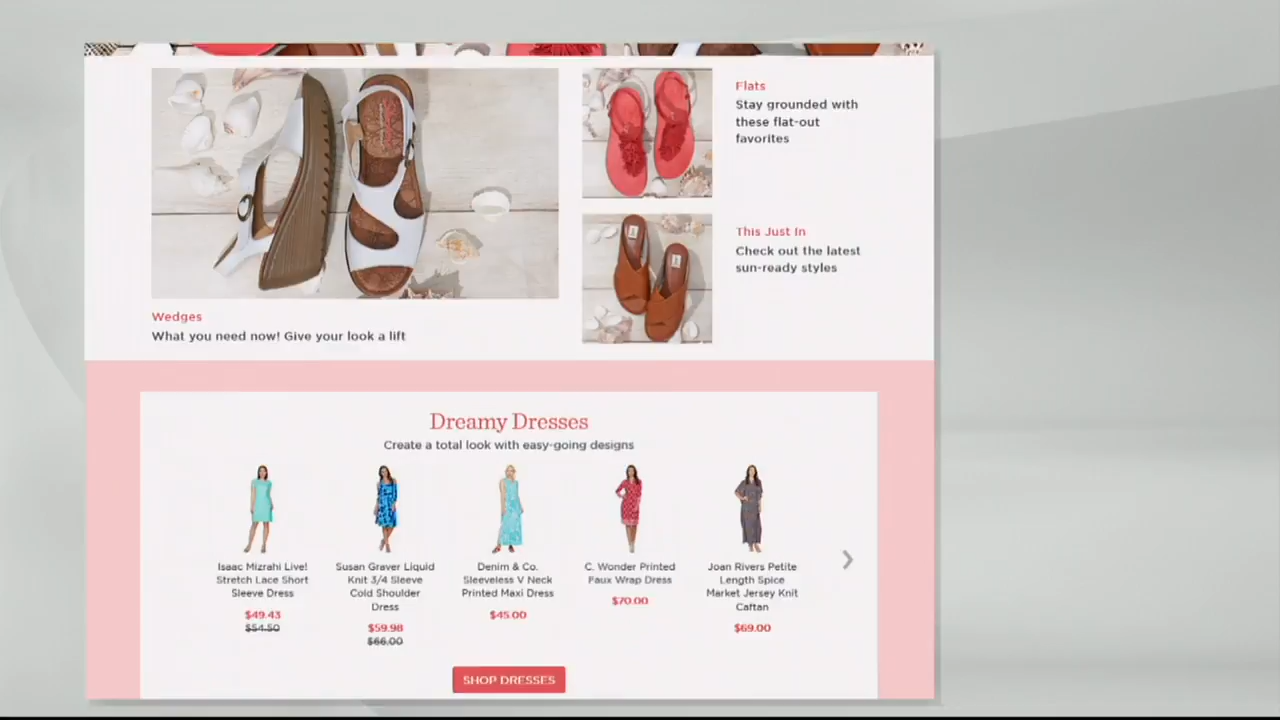 Flats
Stay grounded with
these flat-out
favorites
This Just In
Check out the latest
sun-ready styles
Wedges
What you need now! Give your look a lift
Dreamy Dresses
Create a total look with easy-going designs
Isaac Mizrahi Live!
Stretch Lace Short
Sleeve Dress
$49.43
$54.50
Susan Graver Liquid
Knit 3/4 Sleeve
Cold Shoulder
Dress
$59.98
$66.00
Denim & Co.
Sleeveless V Neck
Printed Maxi Dress
$45.00
C. Wonder Printed
Faux Wrap Dress
$70.00
Joan Rivers Petite
Length Spice
Market Jersey Knit
Caftan
$69.00
SHOP DRESSES